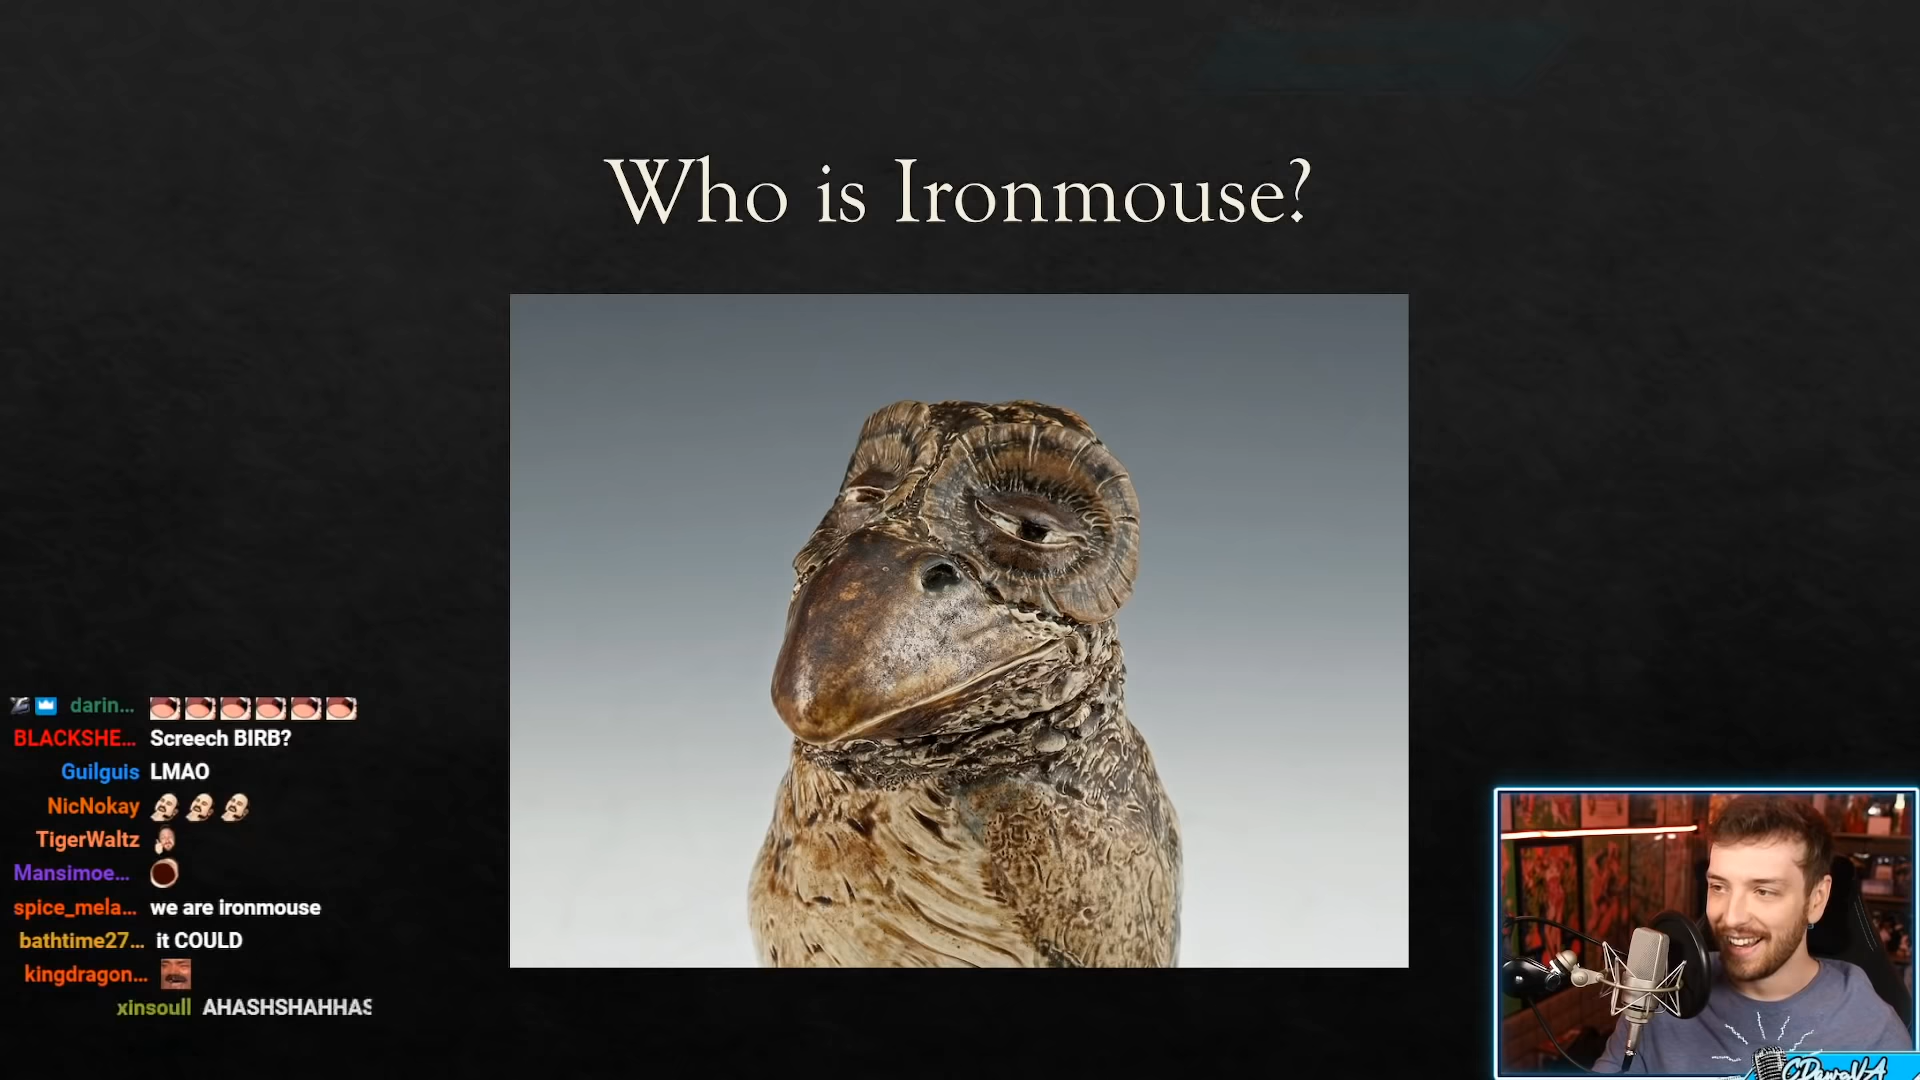 Who is Ironmouse?
darin...
BLACKSHE... Screech BIRB?
Guilguis LMAO
NicNokay
TigerWaltz
Mansimoe...
spice_mela... we are ironmouse
bathtime27... it COULD
kingdragon...
xinsoull AHASHSHAHHAS
CDawgVA